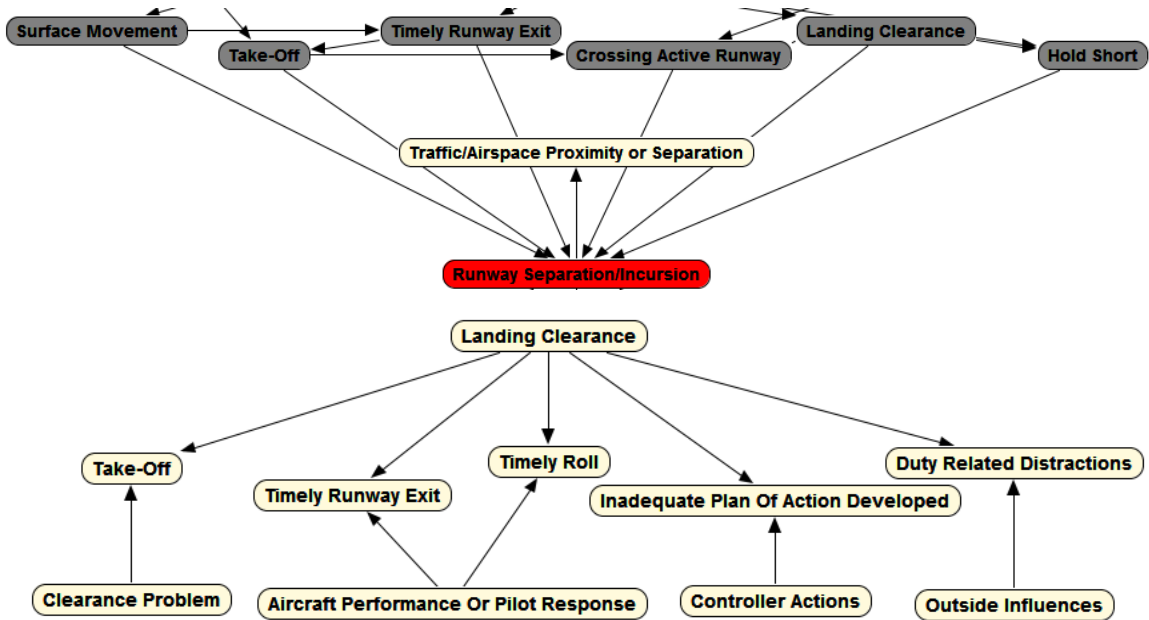 Surface Movement
Timely Runway Exit
Landing Clearance
Take-Off
Crossing Active Runway
Hold Short
Traffic/Airspace Proximity or Separation
Runway Separation/Incursion
Landing Clearance
Take-Off
Timely Roll
Duty Related Distractions
Timely Runway Exit
Inadequate Plan Of Action Developed
Clearance Problem
Aircraft Performance Or Pilot Response
Controller Actions
Outside Influences